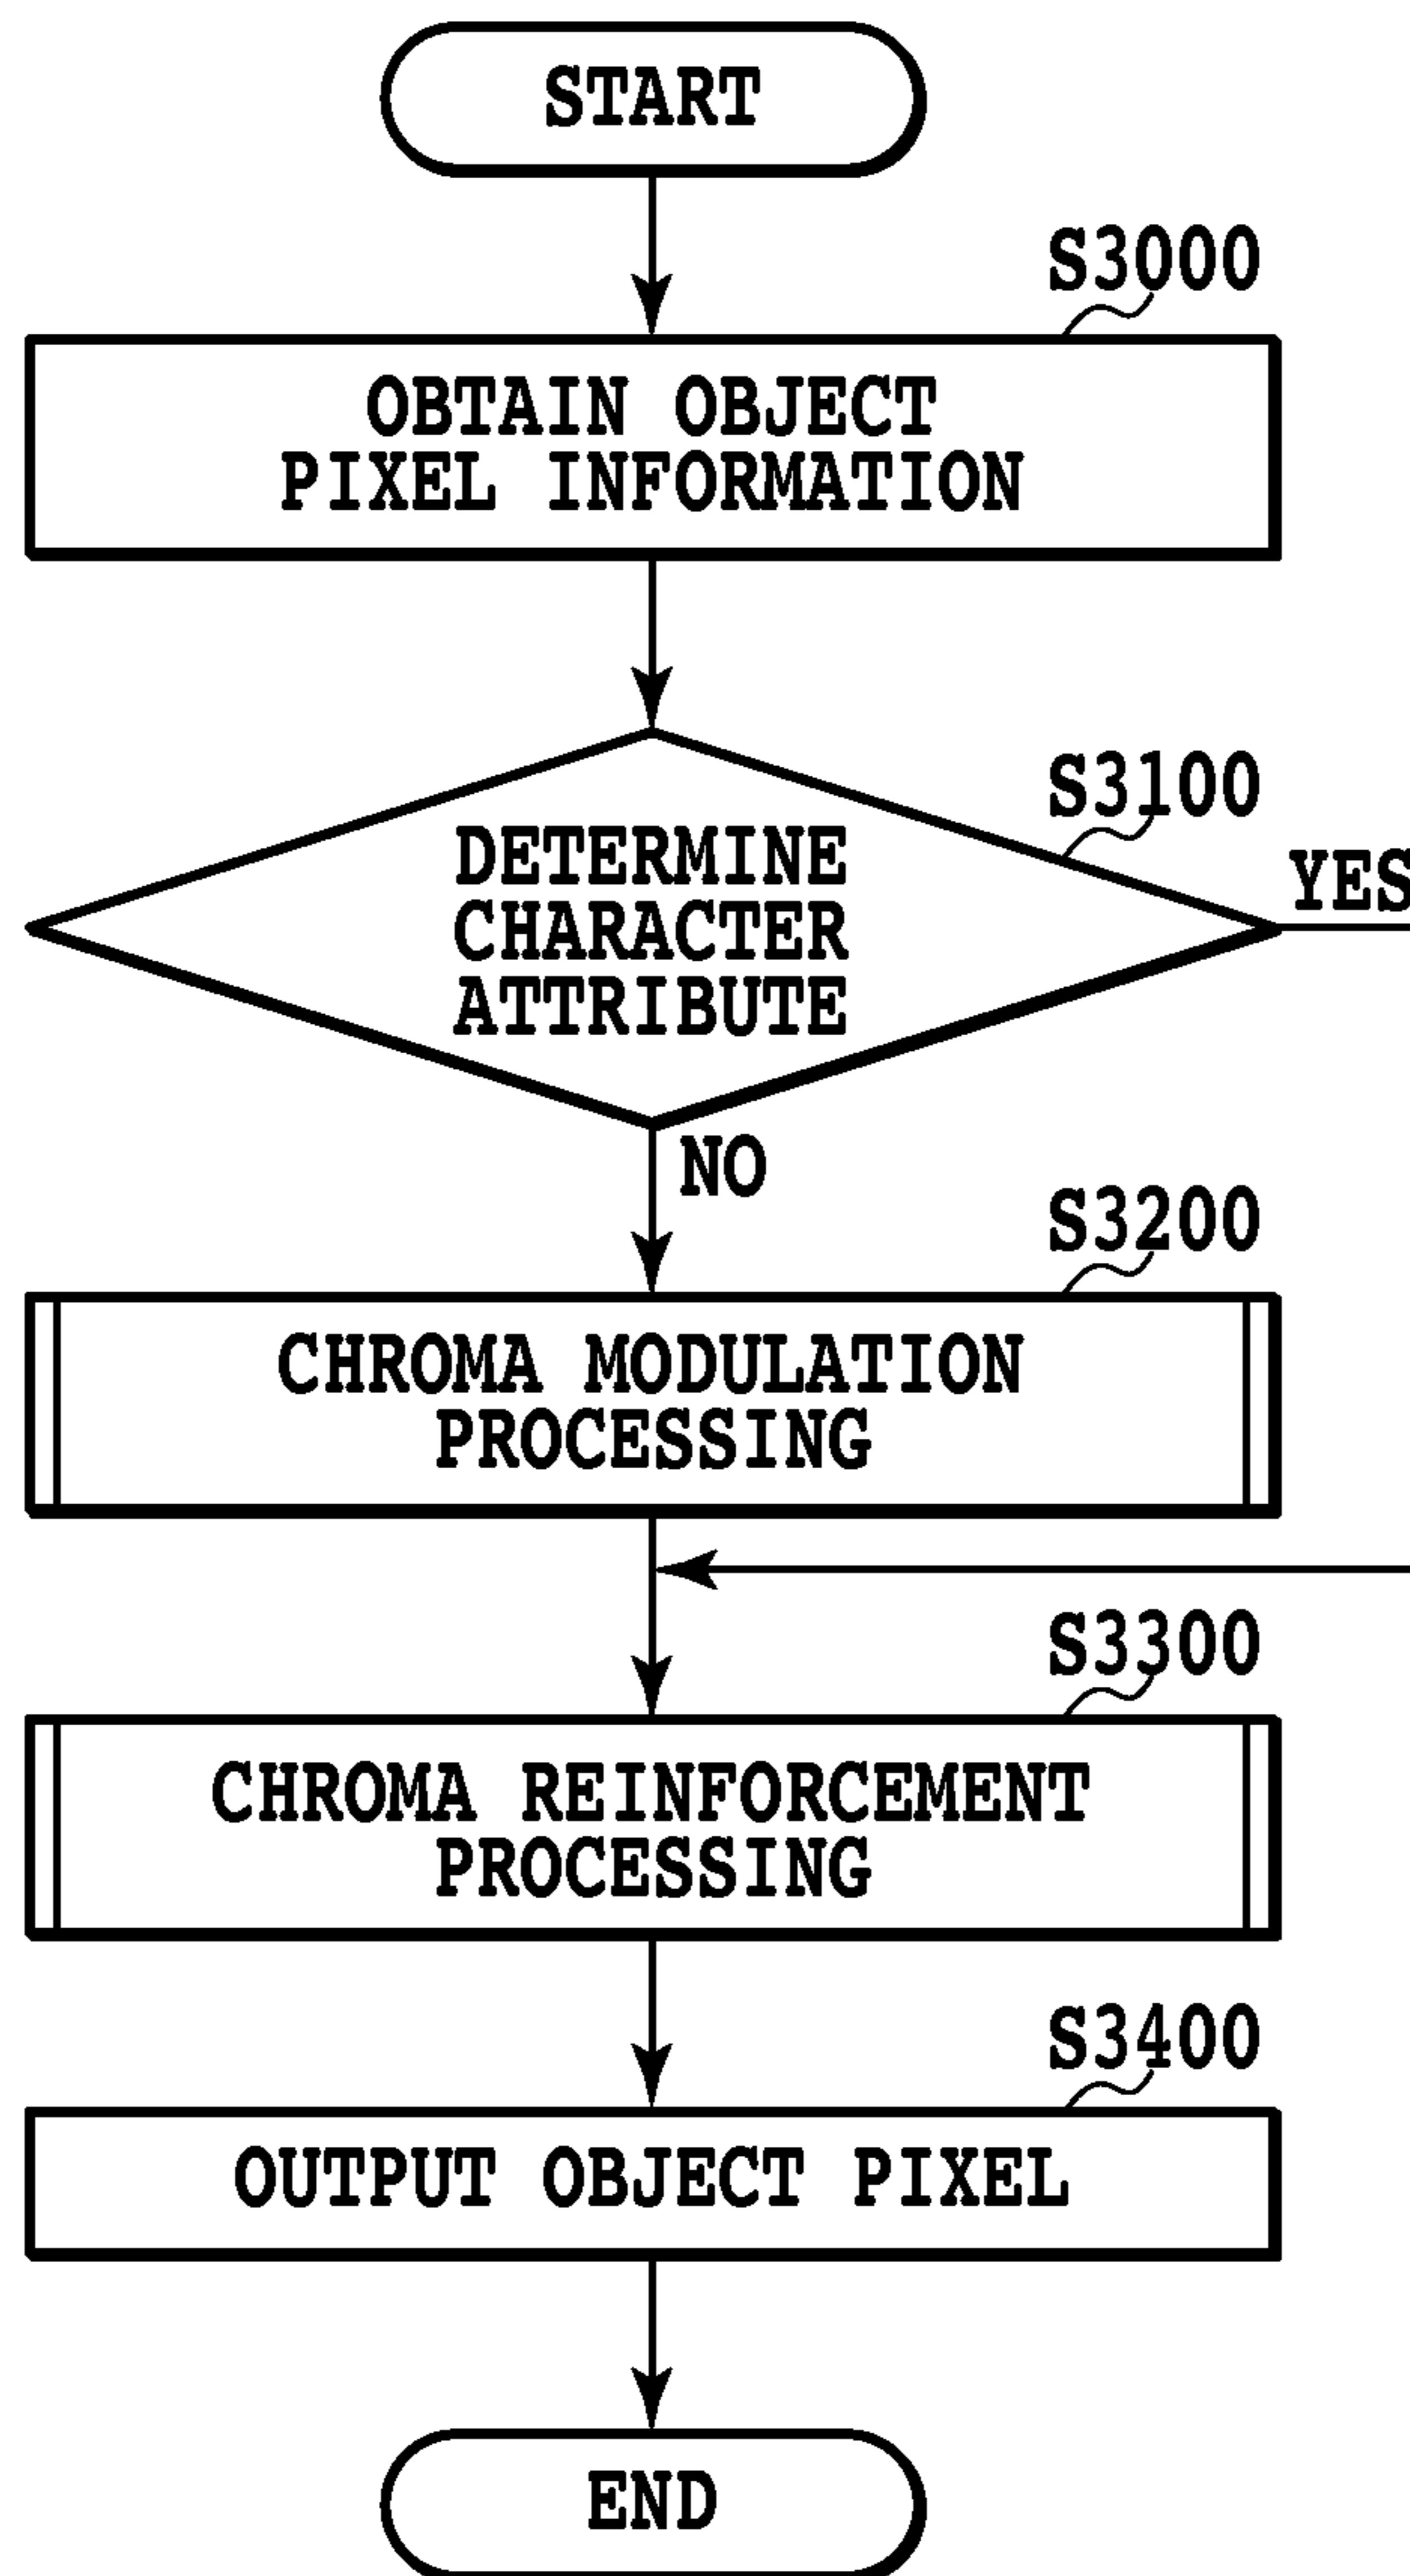 START
S3000
OBTAIN OBJECT
PIXEL INFORMATION
S3100
DETERMINE
CHARACTER
ATTRIBUTE
YES
NO
S3200
CHROMA MODULATION
PROCESSING
S3300
CHROMA REINFORCEMENT
PROCESSING
S3400
OUTPUT OBJECT PIXEL
END